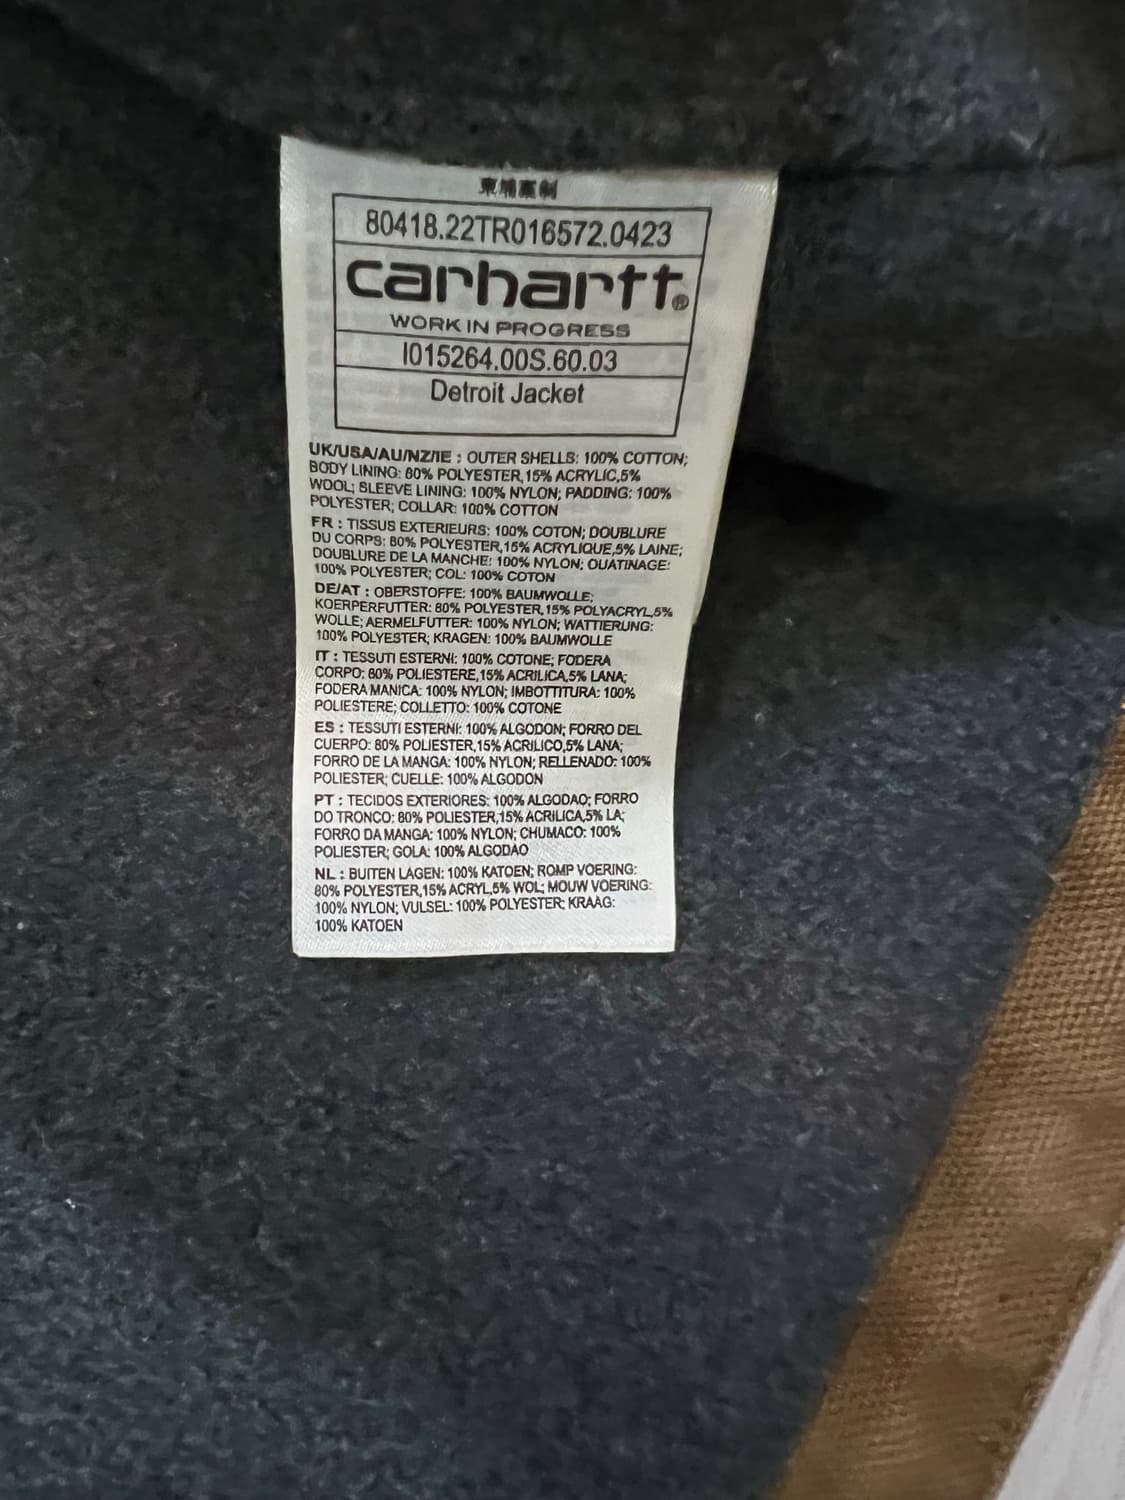 80418.22TR016572.0423
carhartt®
WORK IN PROGRESS
I015264.00S.60.03
Detroit Jacket
UK/USA/AU/NZ/IE : OUTER SHELLS: 100% COTTON;
BODY LINING: 80% POLYESTER,15% ACRYLIC,5%
WOOL; SLEEVE LINING: 100% NYLON; PADDING: 100%
POLYESTER; COLLAR: 100% COTTON
FR : TISSUS EXTERIEURS: 100% COTON; DOUBLURE
DU CORPS: 80% POLYESTER,15% ACRYLIQUE,5% LAINE;
DOUBLURE DE LA MANCHE: 100% NYLON; OUATINAGE:
100% POLYESTER; COL: 100% COTON
DE/AT : OBERSTOFFE: 100% BAUMWOLLE;
KOERPERFUTTER: 80% POLYESTER,15% POLYACRYL,5%
WOLLE; AERMELFUTTER: 100% NYLON; WATTIERUNG:
100% POLYESTER; KRAGEN: 100% BAUMWOLLE
IT : TESSUTI ESTERNI: 100% COTONE; FODERA
CORPO: 80% POLIESTERE,15% ACRILICA,5% LANA;
FODERA MANICA: 100% NYLON; IMBOTTITURA: 100%
POLIESTERE; COLLETTO: 100% COTONE
ES : TESSUTI ESTERNI: 100% ALGODON; FORRO DEL
CUERPO: 80% POLIESTER,15% ACRILICO,5% LANA;
FORRO DE LA MANGA: 100% NYLON; RELLENADO: 100%
POLIESTER; CUELLE: 100% ALGODON
PT : TECIDOS EXTERIORES: 100% ALGODAO; FORRO
DO TRONCO: 80% POLIESTER,15% ACRILICA,5% LA;
FORRO DA MANGA: 100% NYLON; CHUMACO: 100%
POLIESTER; GOLA: 100% ALGODAO
NL : BUITEN LAGEN: 100% KATOEN; ROMP VOERING:
80% POLYESTER,15% ACRYL,5% WOL; MOUW VOERING:
100% NYLON; VULSEL: 100% POLYESTER; KRAAG:
100% KATOEN